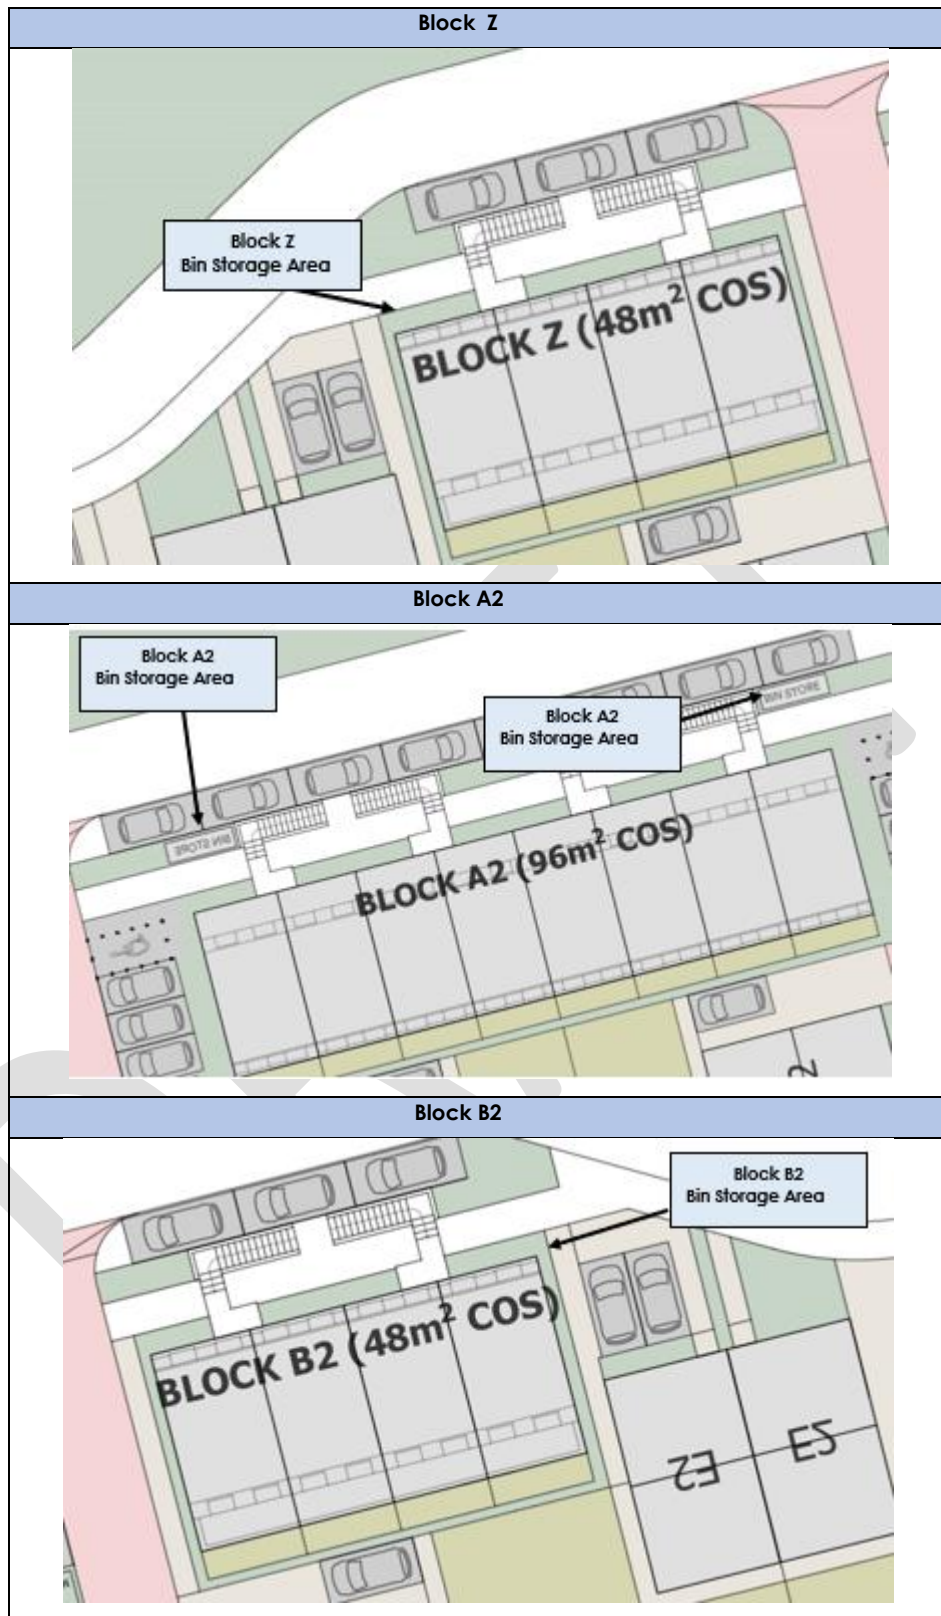 Block Z
Block Z
Bin Storage Area
BLOCK Z (48m² COS)
Block A2
Block A2
Bin Storage Area
Block A2
Bin Storage Area
BIN STORE
BIN STORE
BLOCK A2 (96m² COS)
Block B2
Block B2
Bin Storage Area
BLOCK B2 (48m² COS)
E2
E2